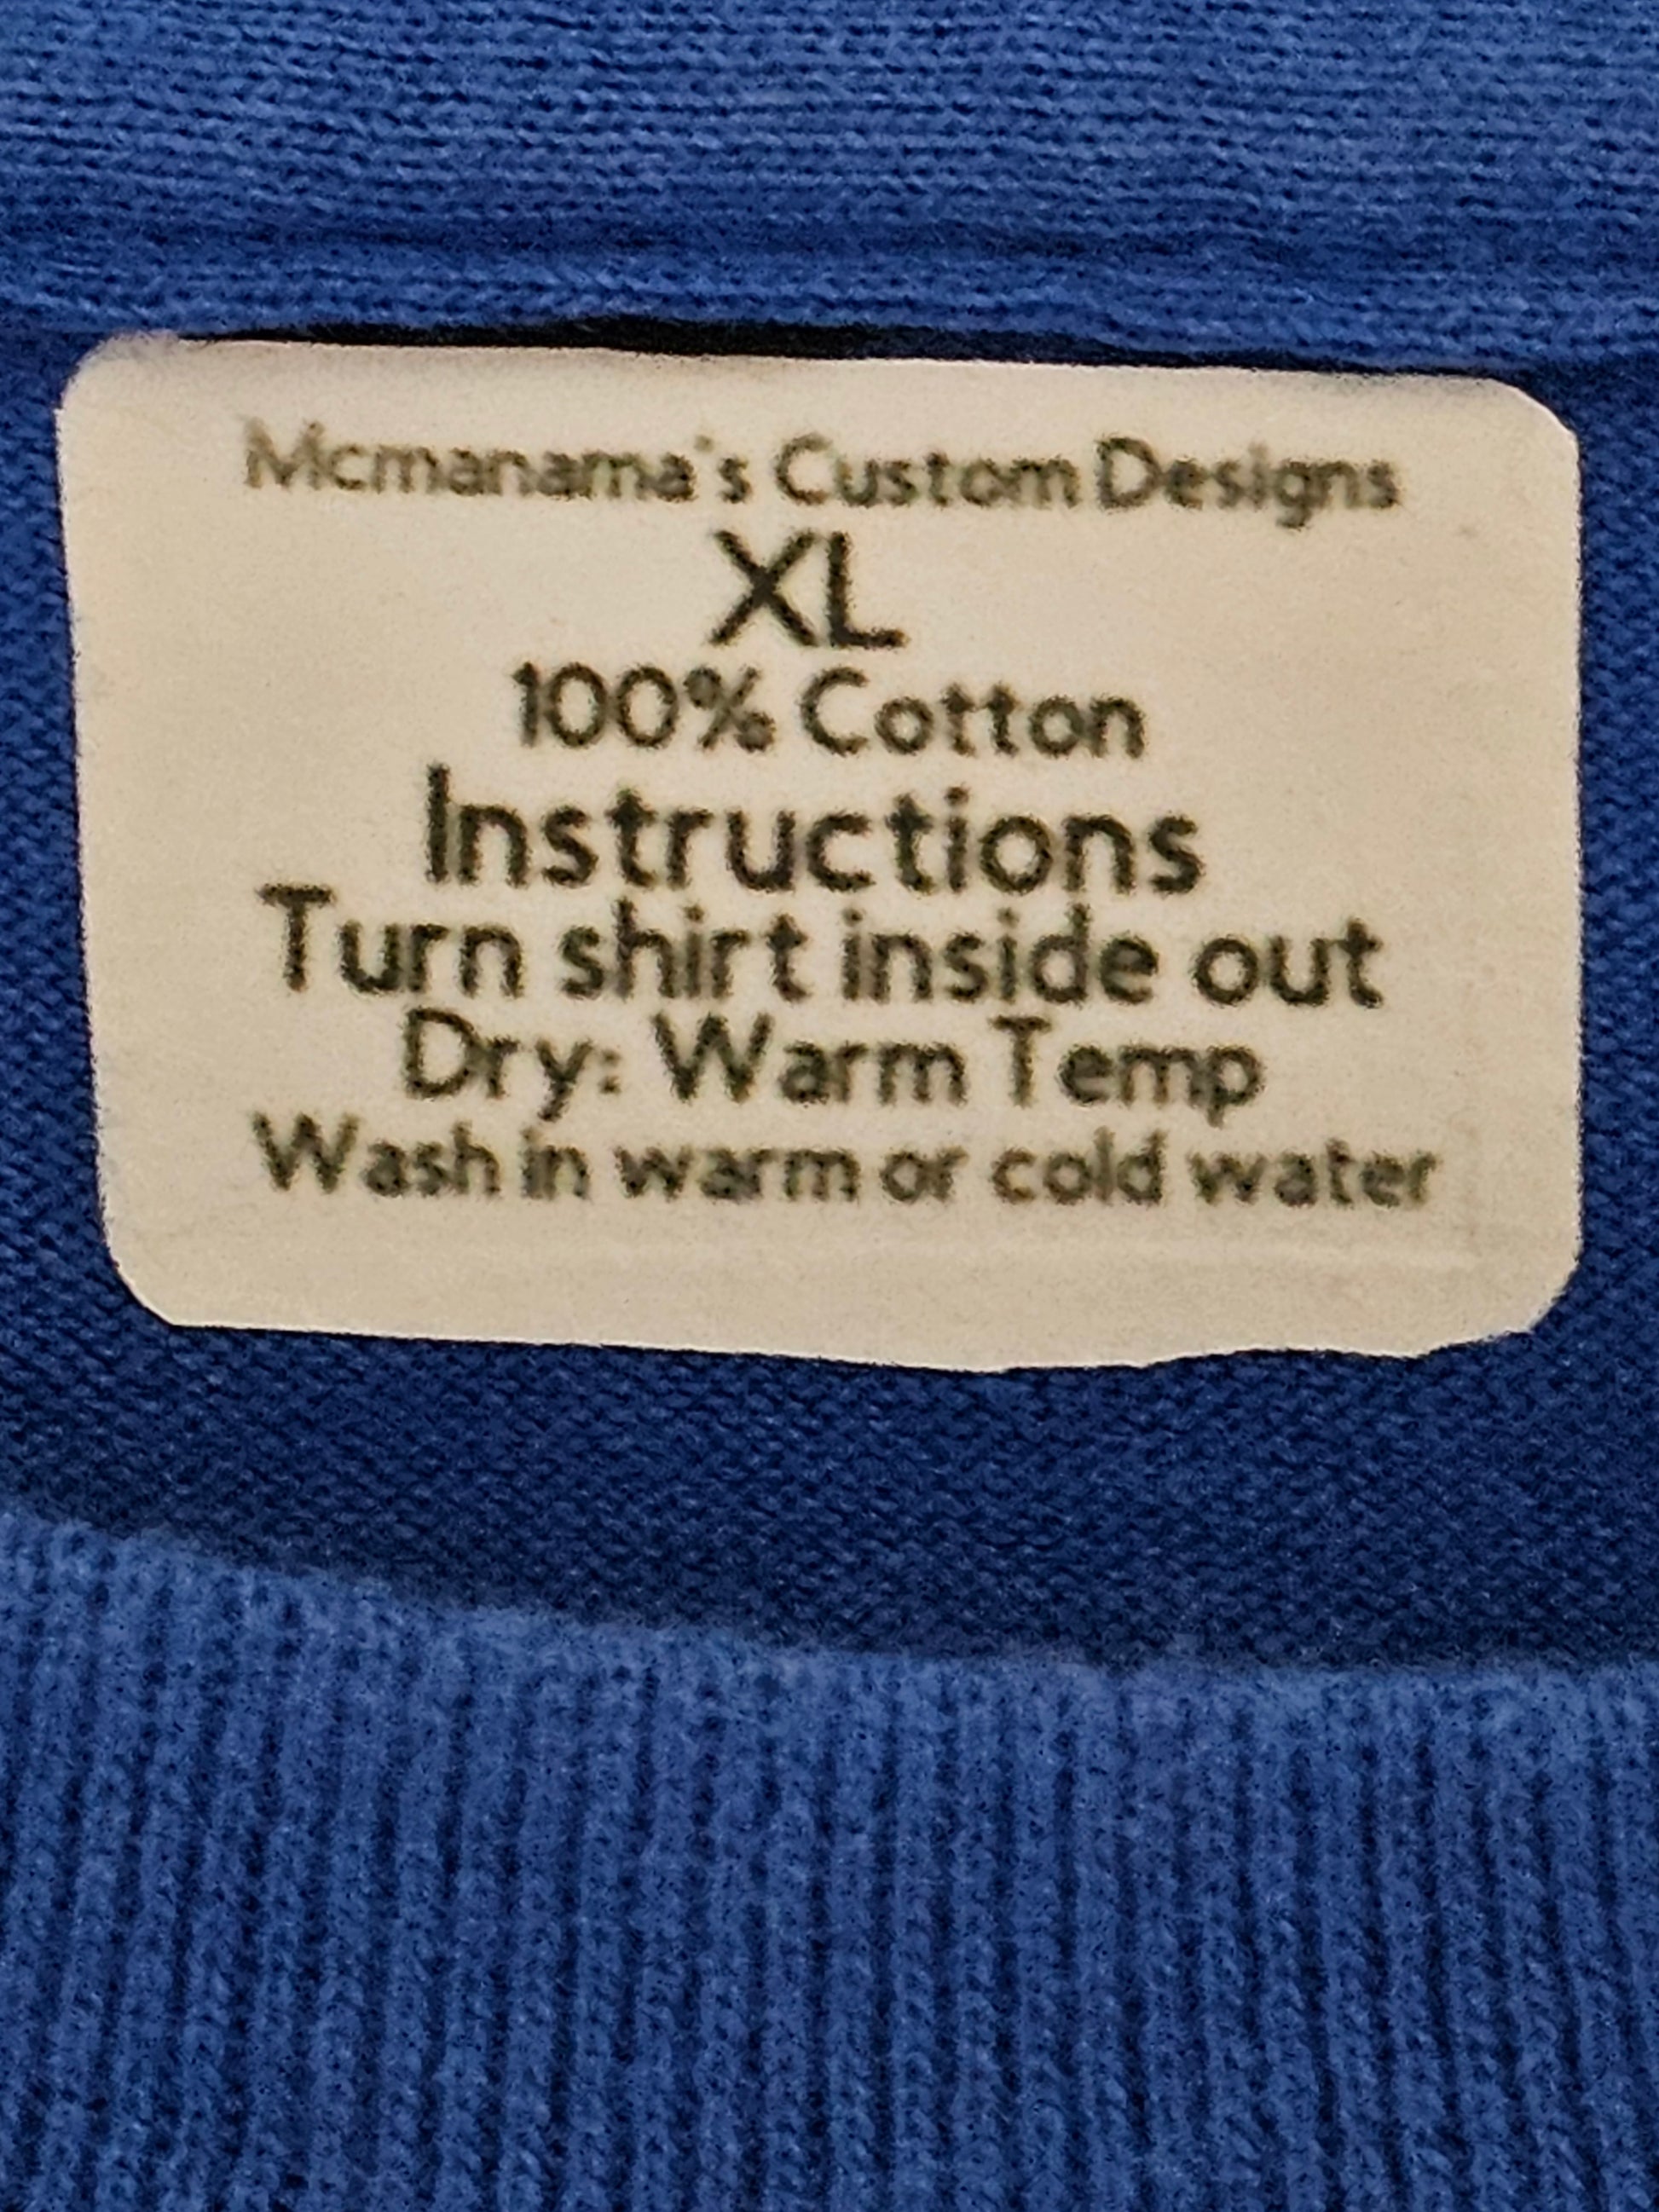 Mcmanama's Custom Designs
XL
100% Cotton
Instructions
Turn shirt inside out
Dry: Warm Temp
Wash in warm or cold water